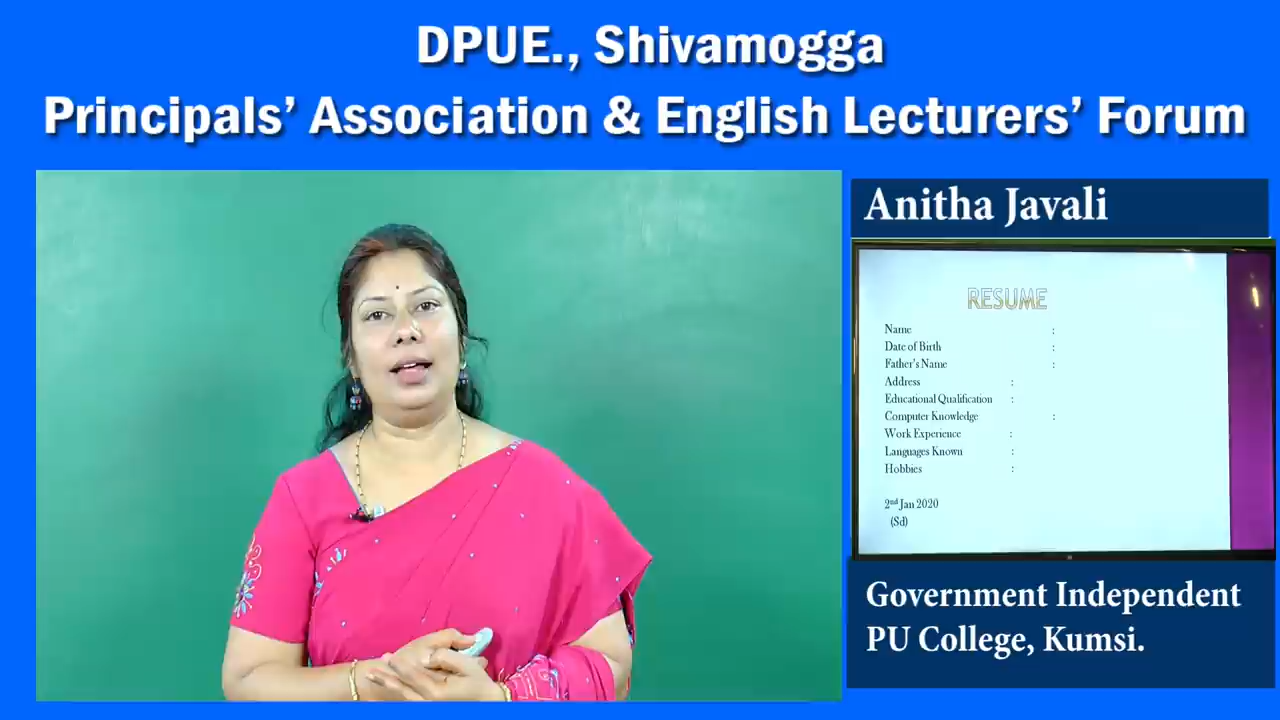 DPUE., Shivamogga
Principals’ Association & English Lecturers’ Forum
Anitha Javali
RESUME
Name :
Date of Birth :
Father's Name :
Address :
Educational Qualification :
Computer Knowledge :
Work Experience :
Languages Known :
Hobbies :
2nd Jan 2020
(Sd)
Government Independent
PU College, Kumsi.